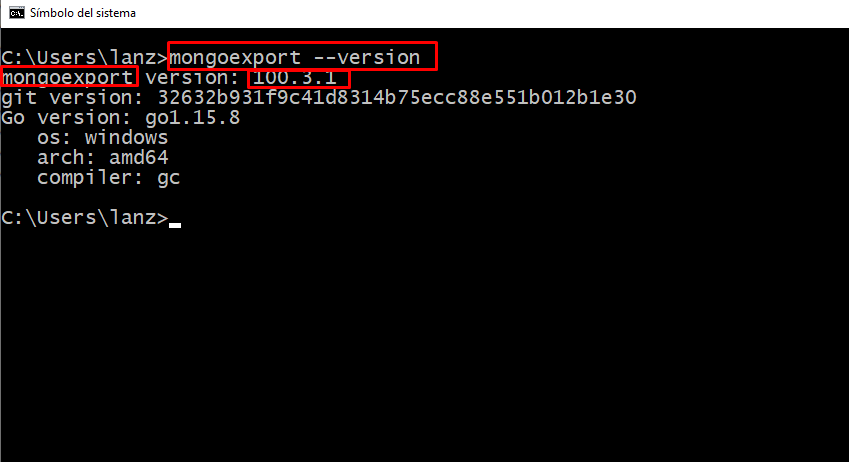 Símbolo del sistema
C:\Users\lanz>mongoexport --version
mongoexport version: 100.3.1
git version: 32632b931f9c41d8314b75ecc88e551b012b1e30
Go version: go1.15.8
   os: windows
   arch: amd64
   compiler: gc
C:\Users\lanz>